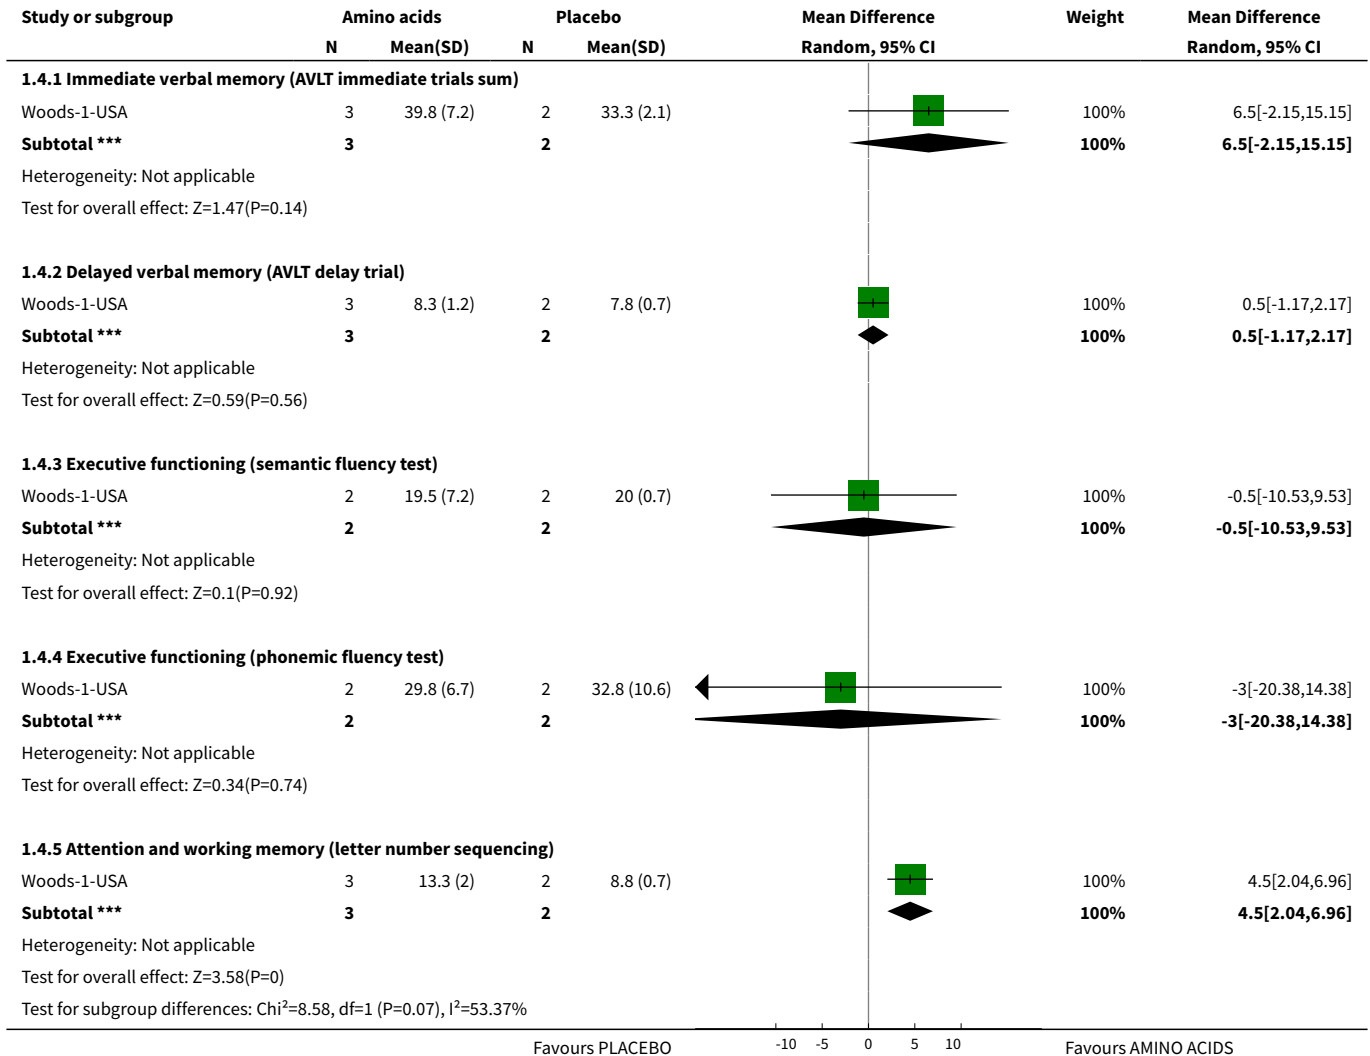 Study or subgroup Amino acids Placebo Mean Difference Weight Mean Difference
N Mean(SD) N Mean(SD) Random, 95% CI Random, 95% CI
1.4.1 Immediate verbal memory (AVLT immediate trials sum)
Woods-1-USA 3 39.8 (7.2) 2 33.3 (2.1) 100% 6.5[-2.15,15.15]
Subtotal *** 3 2 100% 6.5[-2.15,15.15]
Heterogeneity: Not applicable
Test for overall effect: Z=1.47(P=0.14)
1.4.2 Delayed verbal memory (AVLT delay trial)
Woods-1-USA 3 8.3 (1.2) 2 7.8 (0.7) 100% 0.5[-1.17,2.17]
Subtotal *** 3 2 100% 0.5[-1.17,2.17]
Heterogeneity: Not applicable
Test for overall effect: Z=0.59(P=0.56)
1.4.3 Executive functioning (semantic fluency test)
Woods-1-USA 2 19.5 (7.2) 2 20 (0.7) 100% -0.5[-10.53,9.53]
Subtotal *** 2 2 100% -0.5[-10.53,9.53]
Heterogeneity: Not applicable
Test for overall effect: Z=0.1(P=0.92)
1.4.4 Executive functioning (phonemic fluency test)
Woods-1-USA 2 29.8 (6.7) 2 32.8 (10.6) 100% -3[-20.38,14.38]
Subtotal *** 2 2 100% -3[-20.38,14.38]
Heterogeneity: Not applicable
Test for overall effect: Z=0.34(P=0.74)
1.4.5 Attention and working memory (letter number sequencing)
Woods-1-USA 3 13.3 (2) 2 8.8 (0.7) 100% 4.5[2.04,6.96]
Subtotal *** 3 2 100% 4.5[2.04,6.96]
Heterogeneity: Not applicable
Test for overall effect: Z=3.58(P=0)
Test for subgroup differences: Chi²=8.58, df=1 (P=0.07), I²=53.37%
Favours PLACEBO -10 -5 0 5 10 Favours AMINO ACIDS